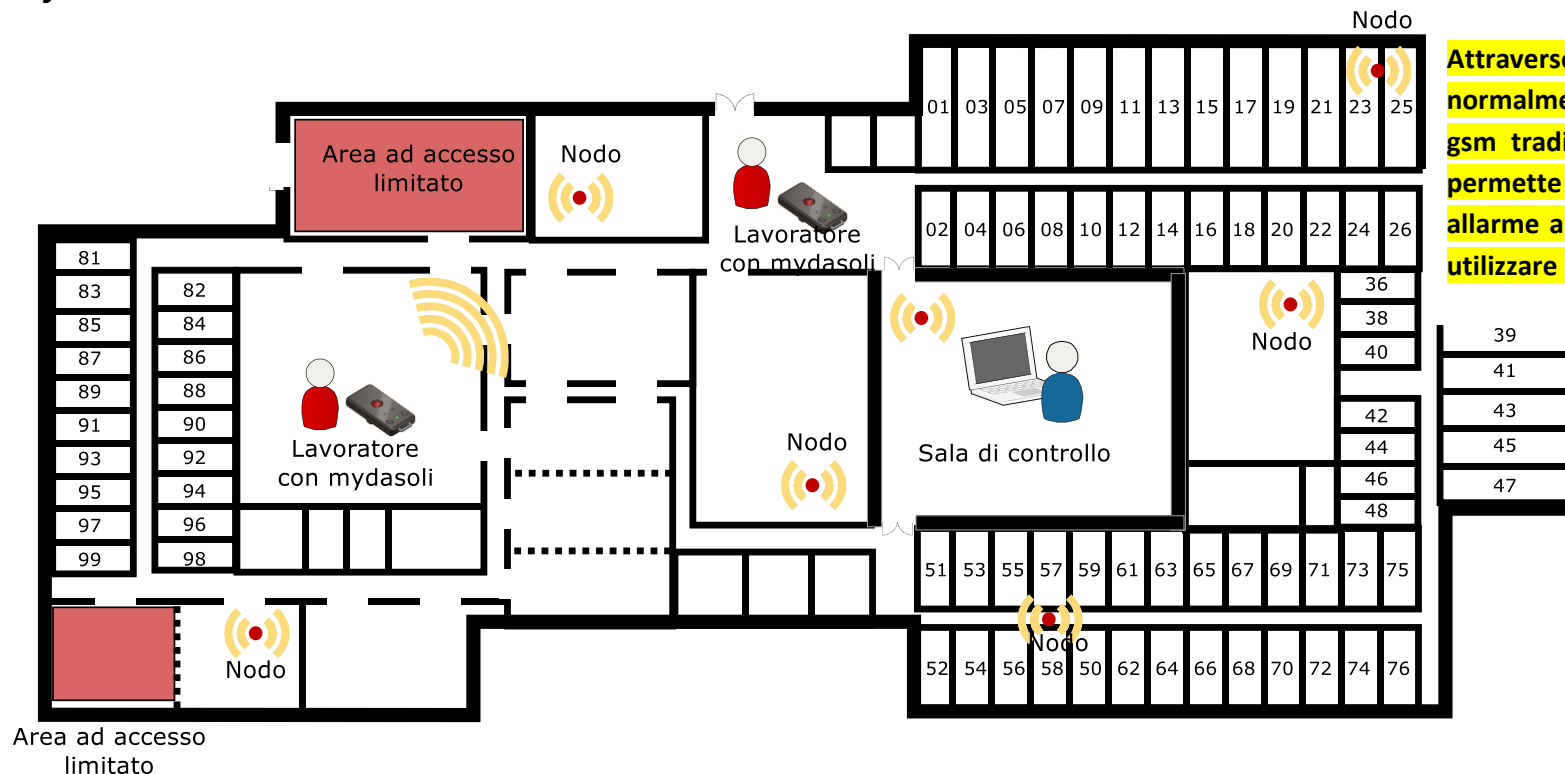 Nodo
01 03 05 07 09 11 13 15 17 19 21 23 25
Area ad accesso
limitato
Nodo
Lavoratore
con mydasoli
02 04 06 08 10 12 14 16 18 20 22 24 26
81
83
85
87
89
91
93
95
97
99
82
84
86
88
90
92
94
96
98
Lavoratore
con mydasoli
Nodo
Sala di controllo
Nodo
36
38
40
42
44
46
48
39
41
43
45
47
51 53 55 57 59 61 63 65 67 69 71 73 75
Nodo
52 54 56 58 50 62 64 66 68 70 72 74 76
Nodo
Area ad accesso
limitato
normalme
gsm tradi
permette
allarme a
utilizzare